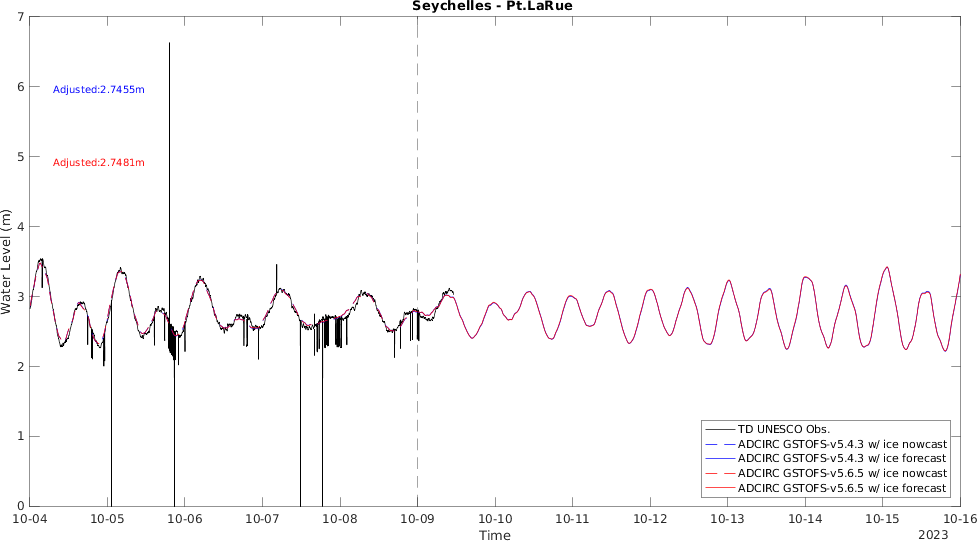 Seychelles - Pt.LaRue
7
6
5
4
3
2
1
0
Water Level (m)
Adjusted:2.7455m
Adjusted:2.7481m
TD UNESCO Obs.
ADCIRC GSTOFS-v5.4.3 w/ ice nowcast
ADCIRC GSTOFS-v5.4.3 w/ ice forecast
ADCIRC GSTOFS-v5.6.5 w/ ice nowcast
ADCIRC GSTOFS-v5.6.5 w/ ice forecast
10-04 10-05 10-06 10-07 10-08 10-09 10-10 10-11 10-12 10-13 10-14 10-15 10-16
Time
2023